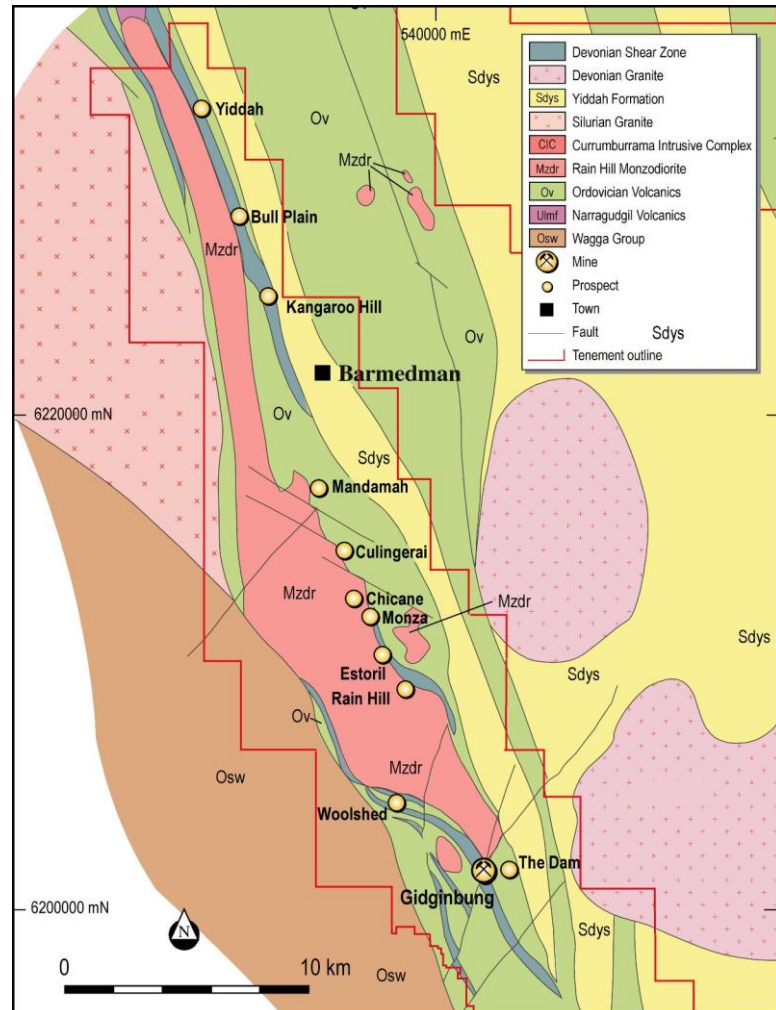 540000 mE
Sdys
Devonian Shear Zone
Devonian Granite
Sdys Yiddah Formation
Silurian Granite
CIC Currumburrama Intrusive Complex
Mzdr Rain Hill Monzodiorite
Ov Ordovician Volcanics
Ulmf Narragudgil Volcanics
Osw Wagga Group
Mine
Prospect
Town
Fault
Sdys
Tenement outline
Yiddah
Ov
Mzdr
Bull Plain
Mzdr
Kangaroo Hill
Ov
Barmedman
6220000 mN
Ov
Sdys
Mandamah
Culingerai
Mzdr
Chicane
Mzdr
Monza
Sdys
Estoril
Sdys
Rain Hill
Ov
Mzdr
Osw
Woolshed
The Dam
Gidginbung
6200000 mN
Sdys
N
0 10 km
Osw